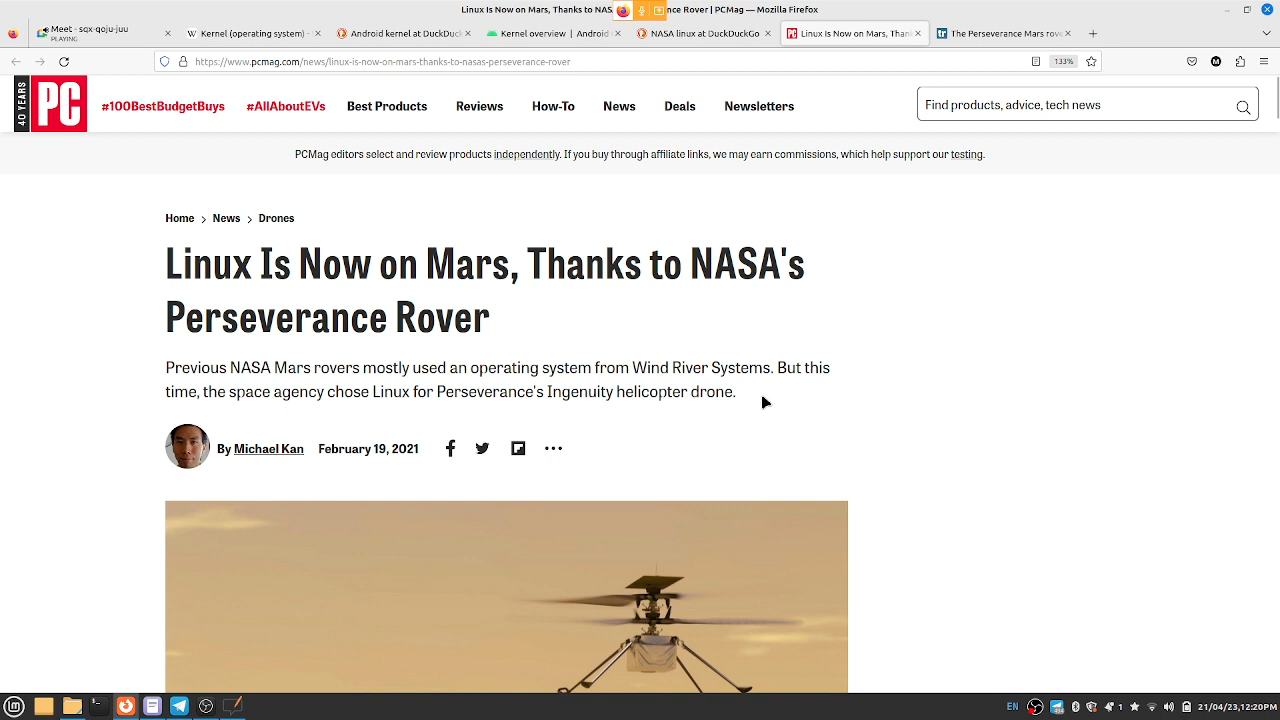 Linux Is Now on Mars, Thanks to NAS
nce Rover | PCMag — Mozilla Firefox
Meet - sqx-qoju-juu
PLAYING
Kernel (operating system) -
Android kernel at DuckDuc
Kernel overview | Android
NASA linux at DuckDuckGo
Linux Is Now on Mars, Than
The Perseverance Mars rov
https://www.pcmag.com/news/linux-is-now-on-mars-thanks-to-nasas-perseverance-rover
133%
M
40 YEARS
PC
#100BestBudgetBuys
#AllAboutEVs
Best Products
Reviews
How-To
News
Deals
Newsletters
Find products, advice, tech news
PCMag editors select and review products independently. If you buy through affiliate links, we may earn commissions, which help support our testing.
Home > News > Drones
Linux Is Now on Mars, Thanks to NASA's
Perseverance Rover
Previous NASA Mars rovers mostly used an operating system from Wind River Systems. But this
time, the space agency chose Linux for Perseverance's Ingenuity helicopter drone.
By Michael Kan February 19, 2021
EN
1
21/04/23,12:20PM